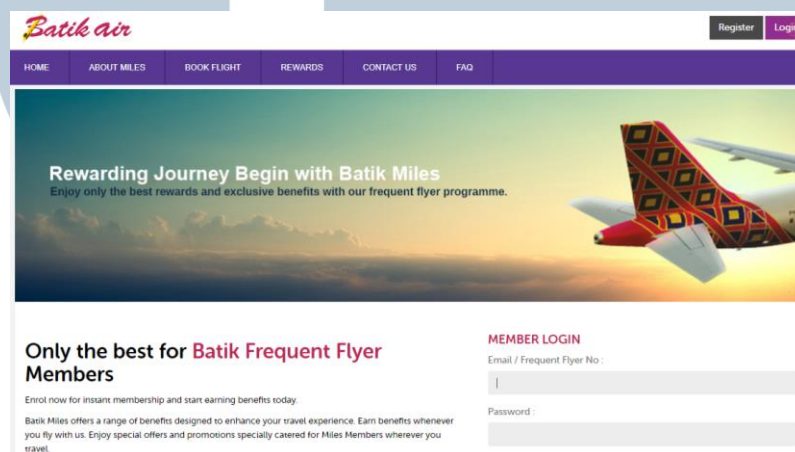 Batik air
Register Login
HOME ABOUT MILES BOOK FLIGHT REWARDS CONTACT US FAQ
Rewarding Journey Begin with Batik Miles
Enjoy only the best rewards and exclusive benefits with our frequent flyer programme.
Only the best for Batik Frequent Flyer
Members
Enrol now for instant membership and start earning benefits today.
Batik Miles offers a range of benefits designed to enhance your travel experience. Earn benefits whenever
you fly with us. Enjoy special offers and promotions specially catered for Miles Members wherever you
travel.
MEMBER LOGIN
Email / Frequent Flyer No :
Password :